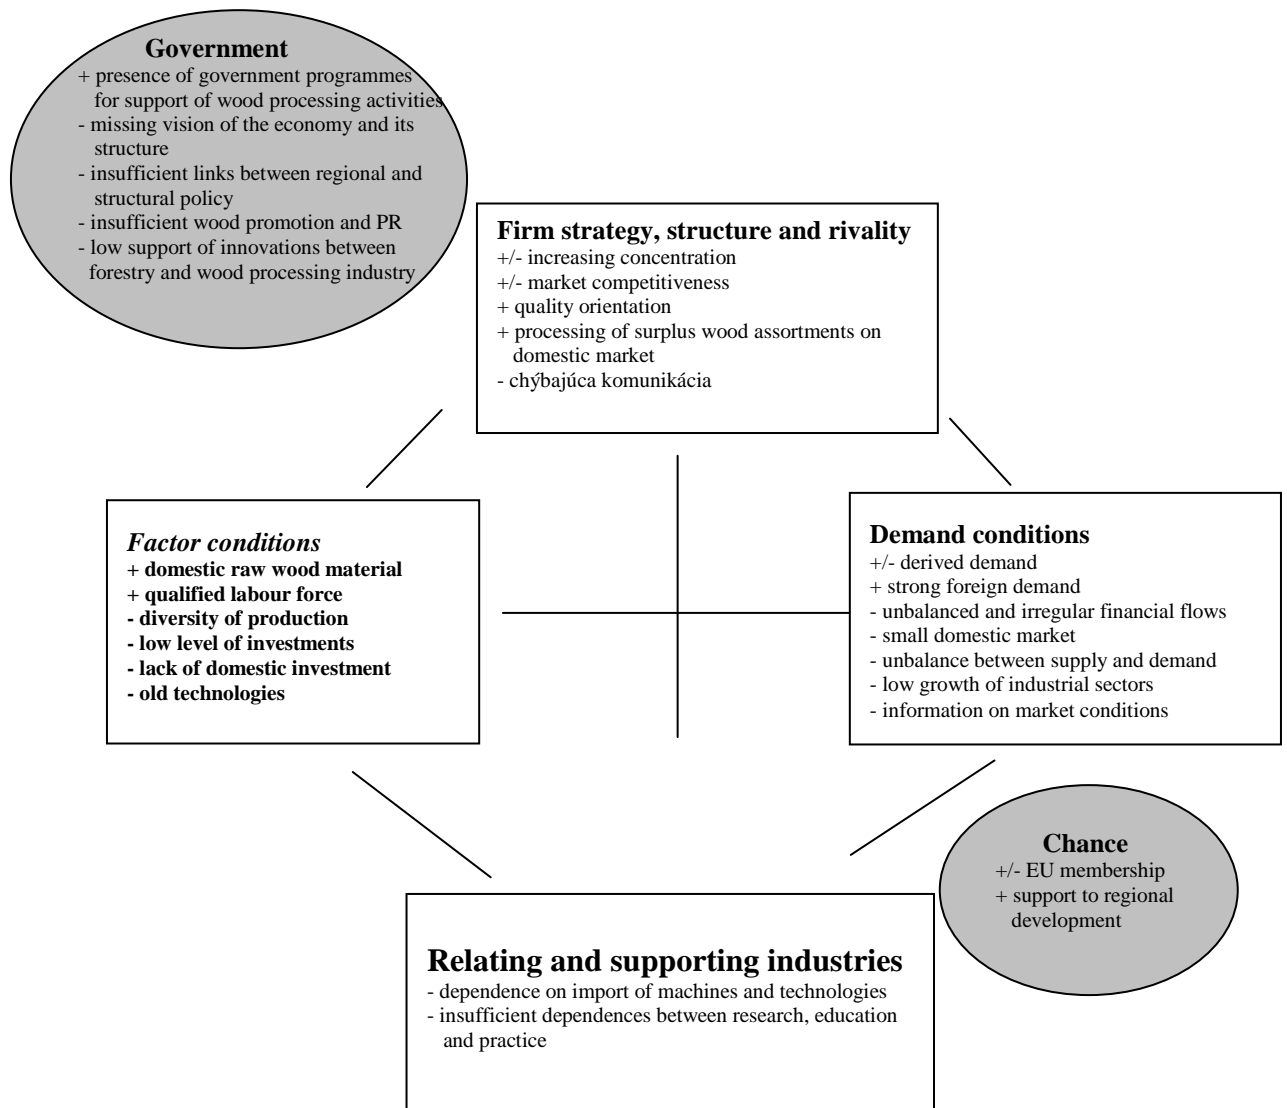 Government
+ presence of government programmes
for support of wood processing activities
- missing vision of the economy and its
structure
- insufficient links between regional and
structural policy
- insufficient wood promotion and PR
- low support of innovations between
forestry and wood processing industry
Firm strategy, structure and rivality
+/- increasing concentration
+/- market competitiveness
+ quality orientation
+ processing of surplus wood assortments on
domestic market
- chýbajúca komunikácia
Factor conditions
+ domestic raw wood material
+ qualified labour force
- diversity of production
- low level of investments
- lack of domestic investment
- old technologies
Demand conditions
+/- derived demand
+ strong foreign demand
- unbalanced and irregular financial flows
- small domestic market
- unbalance between supply and demand
- low growth of industrial sectors
- information on market conditions
Chance
+/- EU membership
+ support to regional
development
Relating and supporting industries
- dependence on import of machines and technologies
- insufficient dependences between research, education
and practice